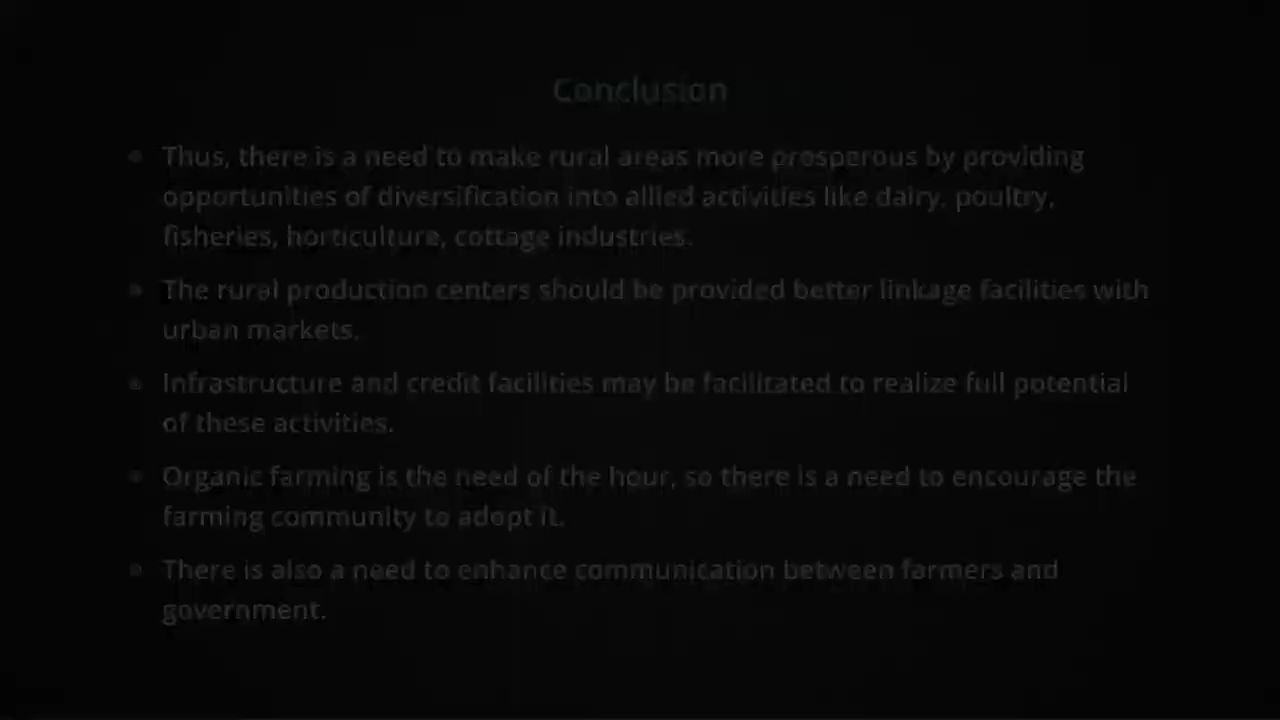 Conclusion
• Thus, there is a need to make rural areas more prosperous by providing
opportunities of diversification into allied activities like dairy, poultry,
fisheries, horticulture, cottage industries.
• The rural production centers should be provided better linkage facilities with
urban markets.
• Infrastructure and credit facilities may be facilitated to realize full potential
of these activities.
• Organic farming is the need of the hour, so there is a need to encourage the
farming community to adopt it.
• There is also a need to enhance communication between farmers and
government.